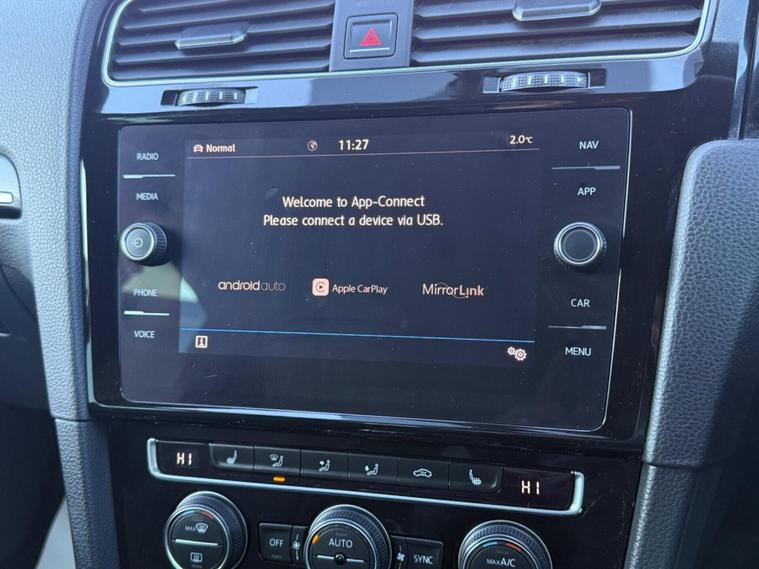 Normal
11:27
2.0°C
RADIO
MEDIA
PHONE
VOICE
NAV
APP
CAR
MENU
Welcome to App-Connect
Please connect a device via USB.
androidauto
Apple CarPlay
MirrorLink
HI
HI
MAX
OFF
AUTO
SYNC
MAX A/C